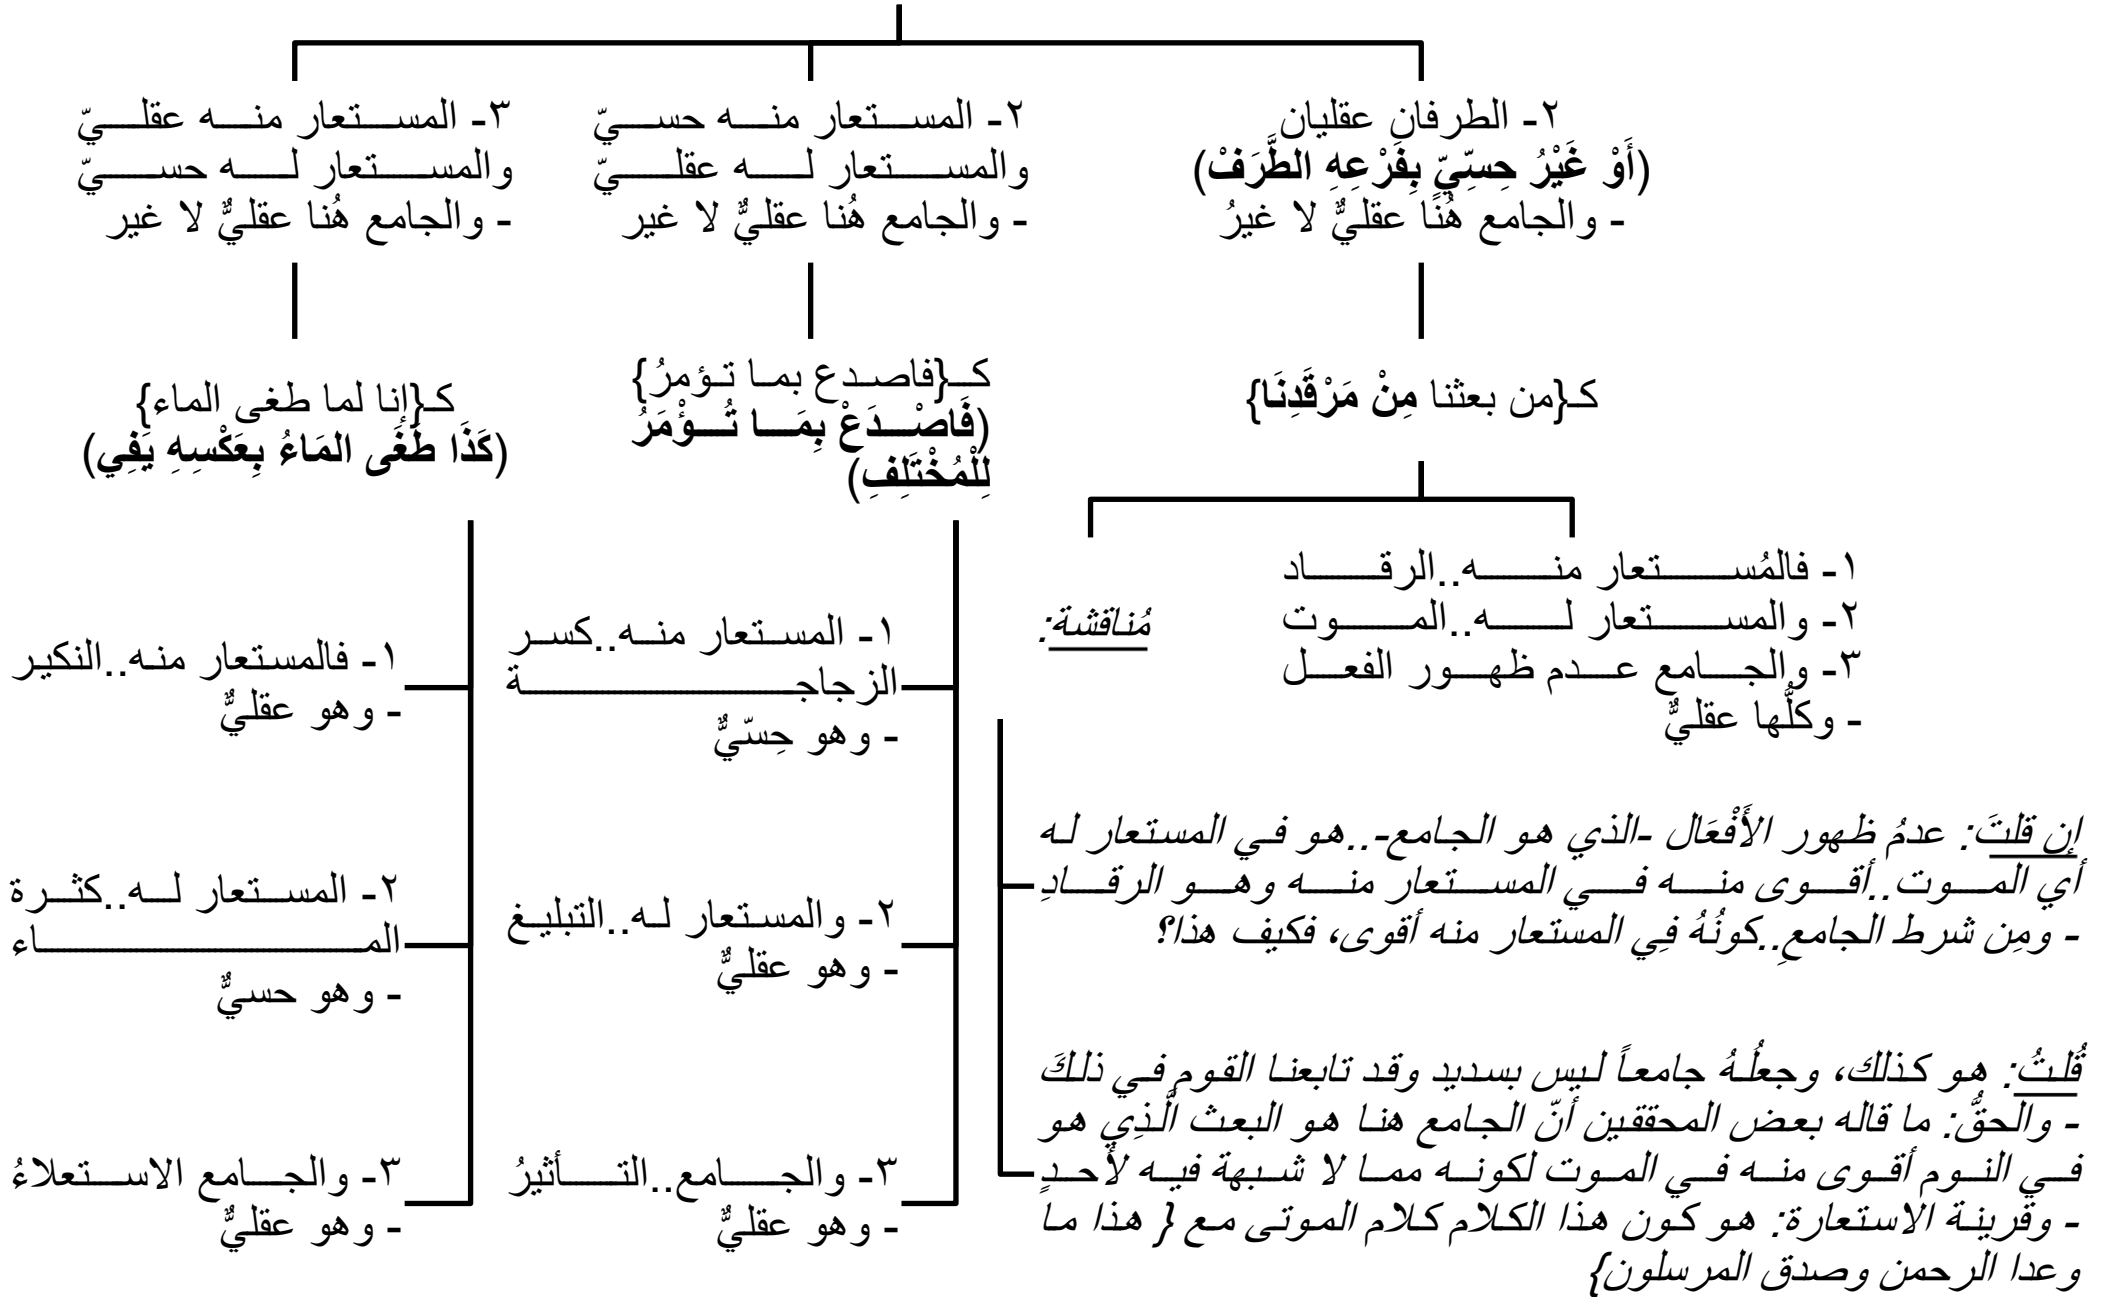 ٢- الطرفان عقليان
(أَوْ غَيْرُ حِسِّيّ بِفَرْعِهِ الطَّرَفْ)
- والجامع هُنا عقليٌّ لا غيرُ
٢- المستعار منه حسيّ
والمستعار له عقليّ
- والجامع هُنا عقليٌّ لا غير
٣- المستعار منه عقليّ
والمستعار له حسيّ
- والجامع هُنا عقليٌّ لا غير
كـ{من بعثنا مِنْ مَرْقَدِنَا}
كـ{فاصدع بما تؤمرُ}
(فَاصْدَعْ بِمَا تُؤْمَرُ
لِلْمُخْتَلِفِ)
كـ{إنا لما طغى الماء}
(كَذَا طَغَى المَاءُ بِعَكْسِهِ يَفِي)
١- فالمُستعار منه..الرقاد
٢- والمستعار له..الموت
٣- والجامع عدم ظهور الفعل
- وكلُّها عقليٌّ
مُناقشة:
إن قلتَ: عدمُ ظهور الأَفْعَال -الذي هو الجامع-..هو في المستعار له
أي الموت..أقوى منه في المستعار منه وهو الرقادِ
- ومِن شرط الجامعِ..كونُهُ فِي المستعار منه أقوى، فكيف هذا؟
قُلتُ: هو كذلك، وجعلُهُ جامعاً ليس بسديد وقد تابعنا القوم في ذلكَ
- والحقُّ: ما قاله بعض المحققين أنّ الجامع هنا هو البعث الَّذِي هو
في النوم أقوى منه في الموت لكونه مما لا شبهة فيه لأحدٍ
- وقرينة الاستعارة: هو كون هذا الكلام كلام الموتى مع { هذا ما
وعدا الرحمن وصدق المرسلون}
١- المستعار منه..كسر
الزجاجة
- وهو حِسّيٌّ
٢- والمستعار له..التبليغ
- وهو عقليٌّ
٣- والجامع..التأثيرُ
- وهو عقليٌّ
١- فالمستعار منه..النكير
- وهو عقليٌّ
٢- المستعار له..كثرة
الماء
- وهو حسيٌّ
٣- والجامع الاستعلاءُ
- وهو عقليٌّ